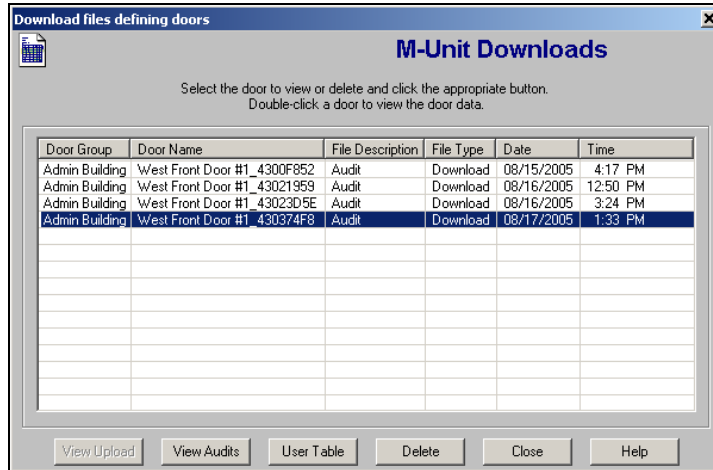 Download files defining doors
M-Unit Downloads
Select the door to view or delete and click the appropriate button.
Double-click a door to view the door data.
Door Group Door Name File Description File Type Date Time
Admin Building West Front Door #1_4300F852 Audit Download 08/15/2005 4:17 PM
Admin Building West Front Door #1_43021959 Audit Download 08/16/2005 12:50 PM
Admin Building West Front Door #1_43023D5E Audit Download 08/16/2005 3:24 PM
Admin Building West Front Door #1_430374F8 Audit Download 08/17/2005 1:33 PM
View Upload View Audits User Table Delete Close Help